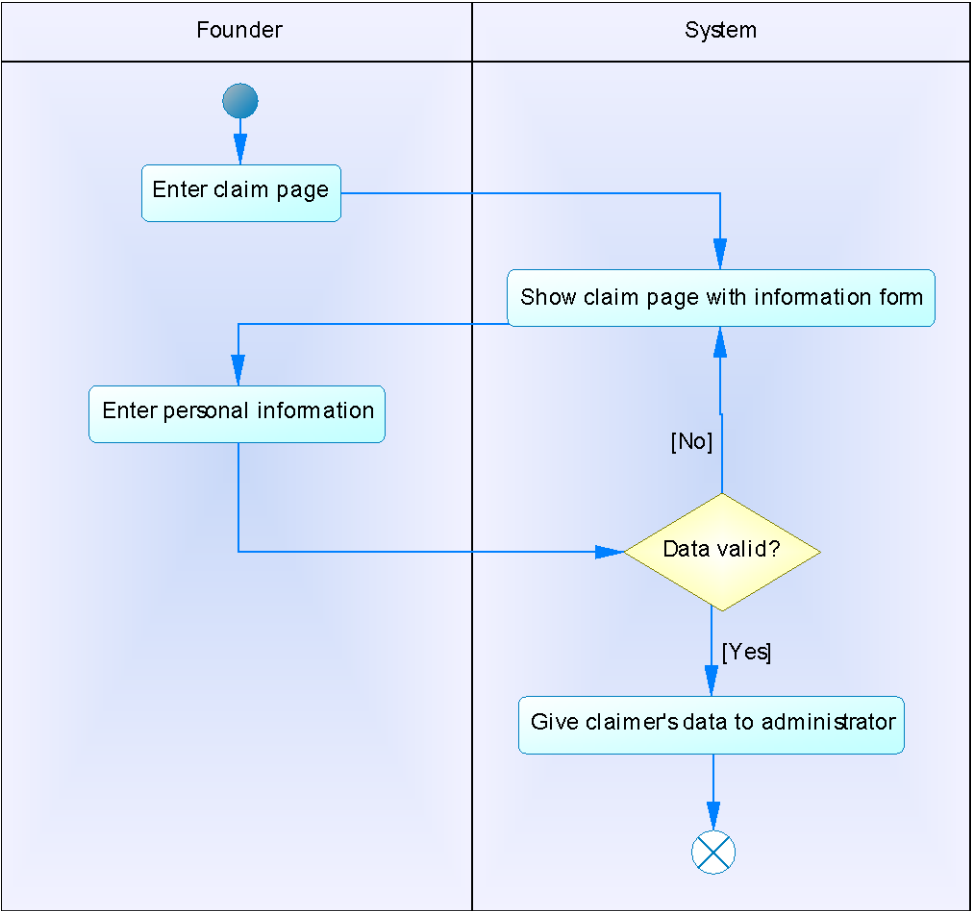 Founder
System
Enter claim page
Show claim page with information form
Enter personal information
[No]
Data valid?
[Yes]
Give claimer's data to administrator